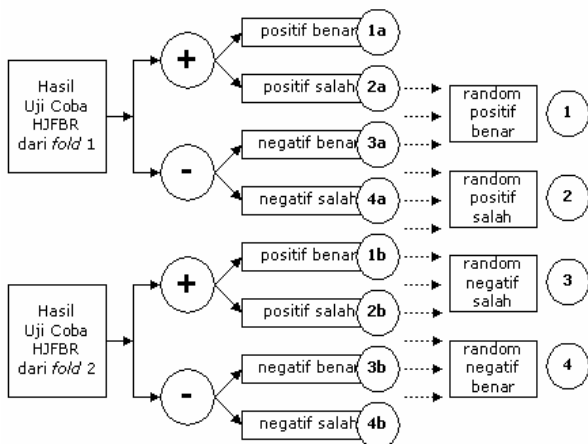 Hasil
Uji Coba
HJFBR
dari fold 1
+
-
positif benar 1a
positif salah 2a
negatif benar 3a
negatif salah 4a
Hasil
Uji Coba
HJFBR
dari fold 2
+
-
positif benar 1b
positif salah 2b
negatif benar 3b
negatif salah 4b
random
positif
benar
1
random
positif
salah
2
random
negatif
salah
3
random
negatif
benar
4